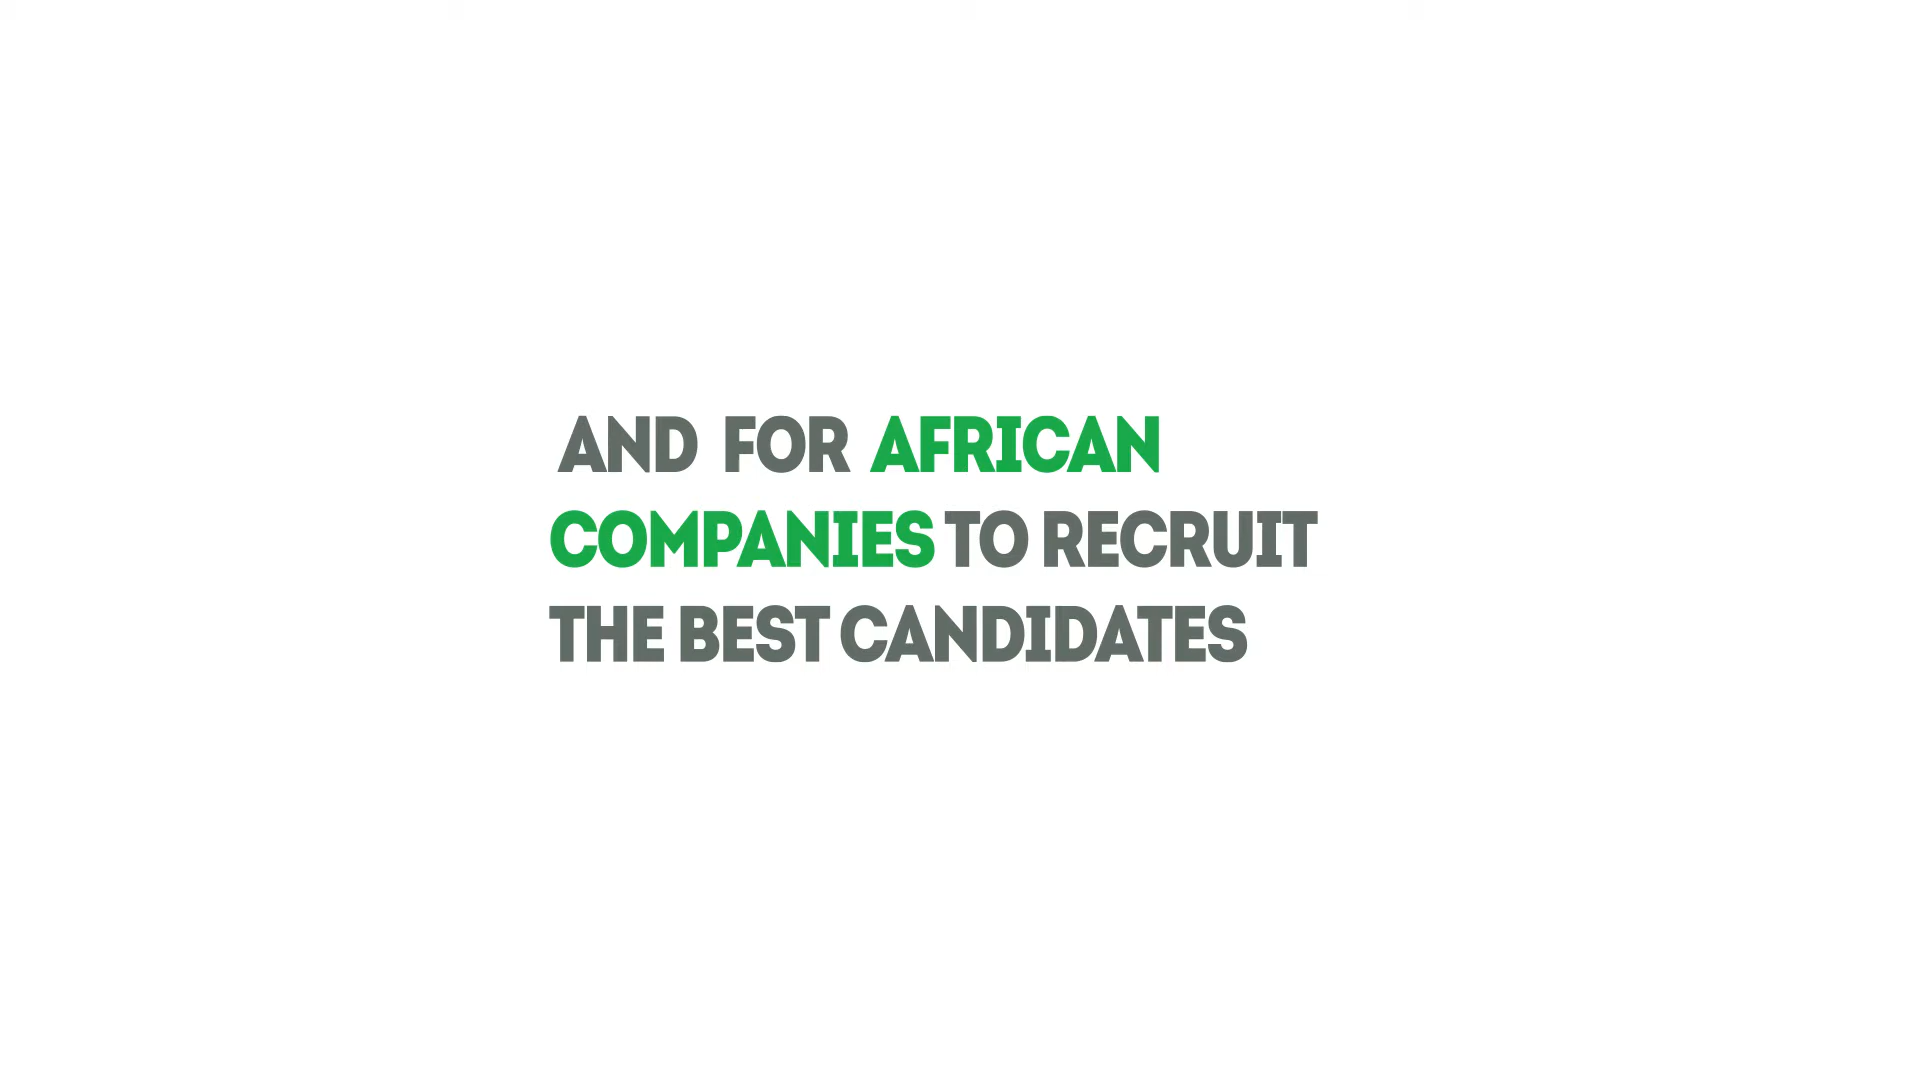 AND FOR AFRICAN
COMPANIES TO RECRUIT
THE BEST CANDIDATES